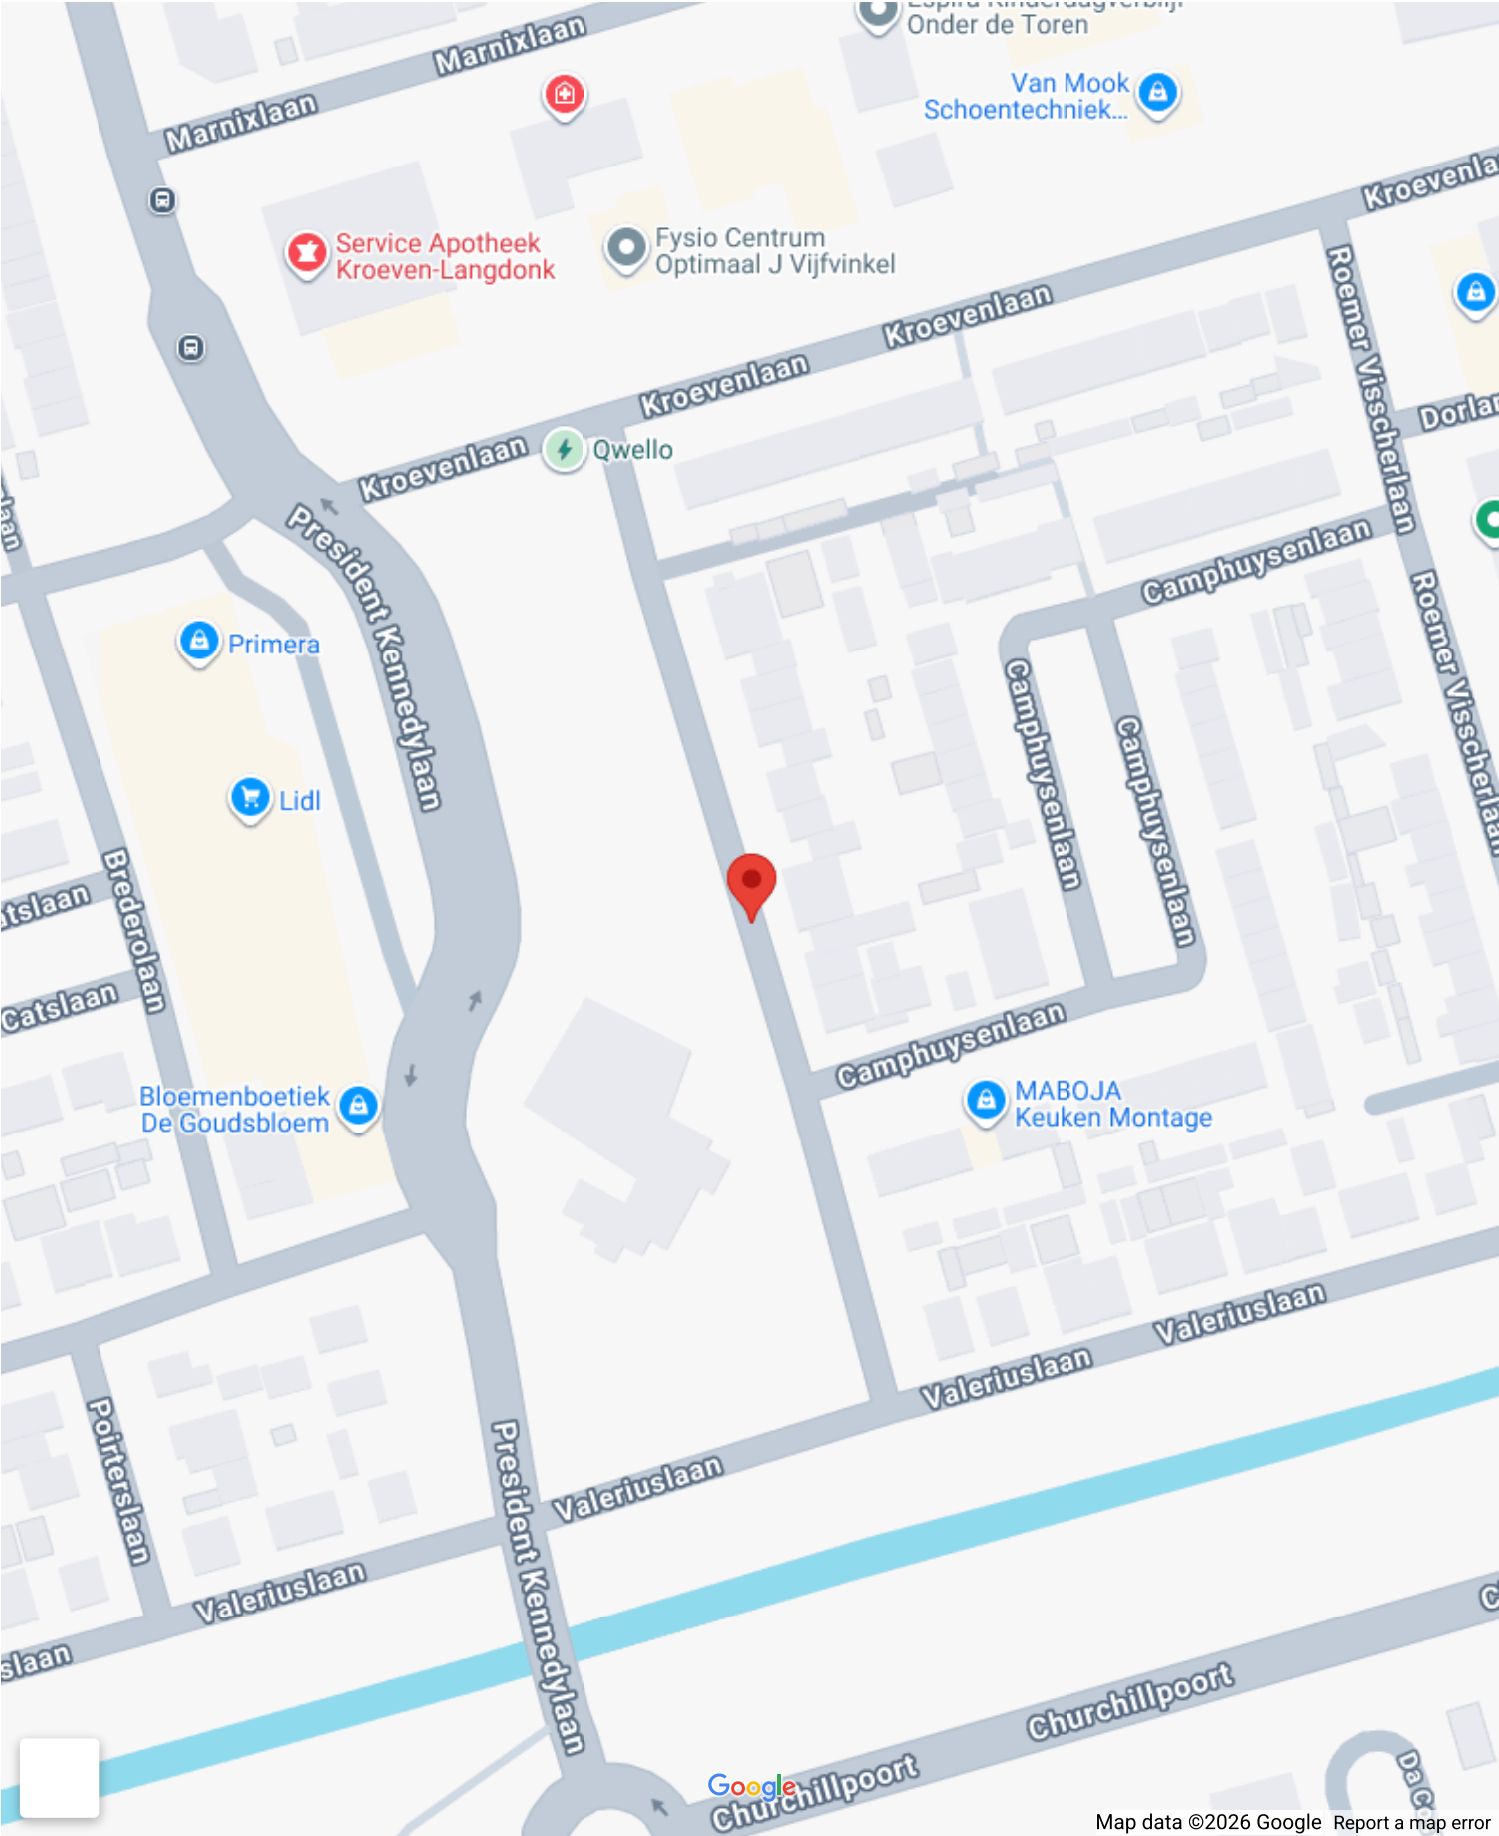 Onder de Toren
Marnixlaan
Marnixlaan
Van Mook
Schoentechniek...
Service Apotheek
Kroeven-Langdonk
Fysio Centrum
Optimaal J Vijfvinkel
Kroevenlaan
Kroevenlaan
Kroevenlaan
Qwello
Roemer Visscherlaan
Camphuysenlaan
President Kennedylaan
Primera
Roemer Visscherlaan
Camphuysenlaan
Camphuysenlaan
Lidl
Brederolaan
Catslaan
Camphuysenlaan
Bloemenboetiek
De Goudsbloem
MABOJA
Keuken Montage
Valeriuslaan
Valeriuslaan
Poirterslaan
President Kennedylaan
Valeriuslaan
Valeriuslaan
Churchillpoort
Churchillpoort
Google
Map data ©2026 Google
Report a map error